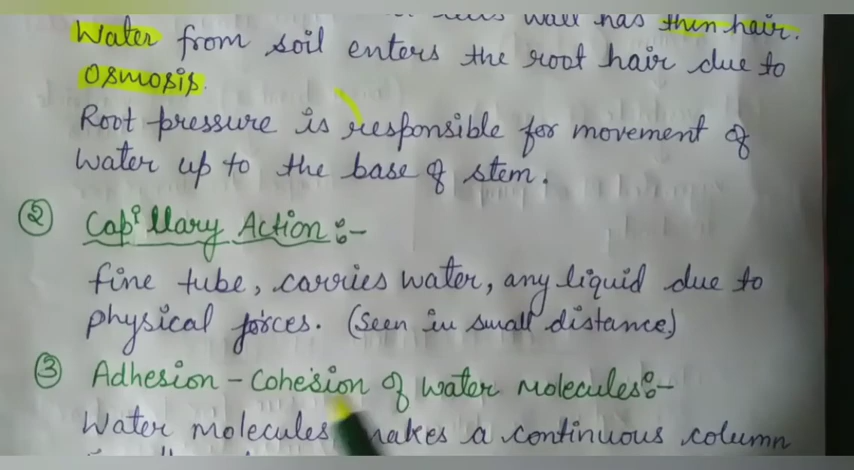 wall has thin hair.
Water from soil enters the root hair due to
Osmosis.
Root pressure is responsible for movement of
Water up to the base of stem.
② Capillary Action :-
fine tube, carries water, any liquid due to
physical forces. (Seen in small distance)
③ Adhesion - Cohesion of water molecules :-
Water molecules makes a continuous column